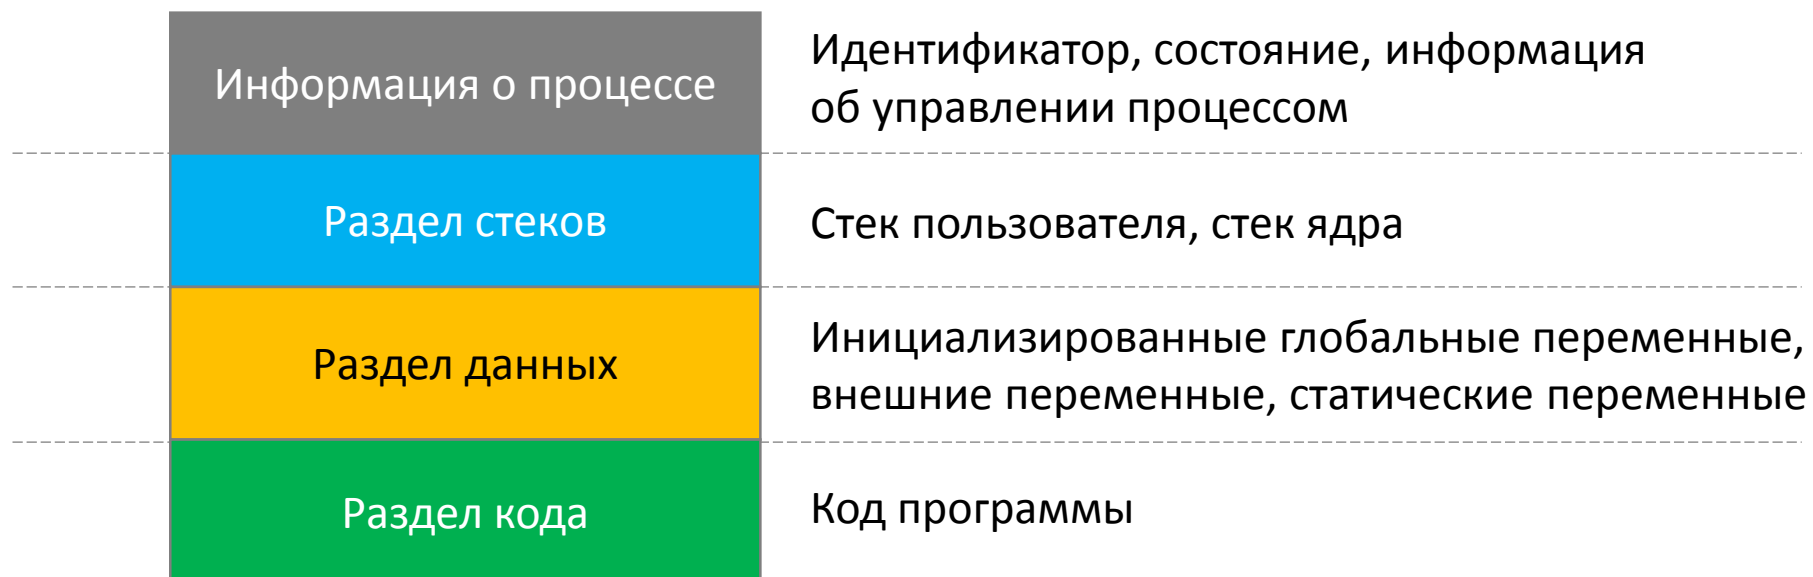 Информация о процессе
Идентификатор, состояние, информация
об управлении процессом
Раздел стеков
Стек пользователя, стек ядра
Раздел данных
Инициализированные глобальные переменные,
внешние переменные, статические переменные
Раздел кода
Код программы